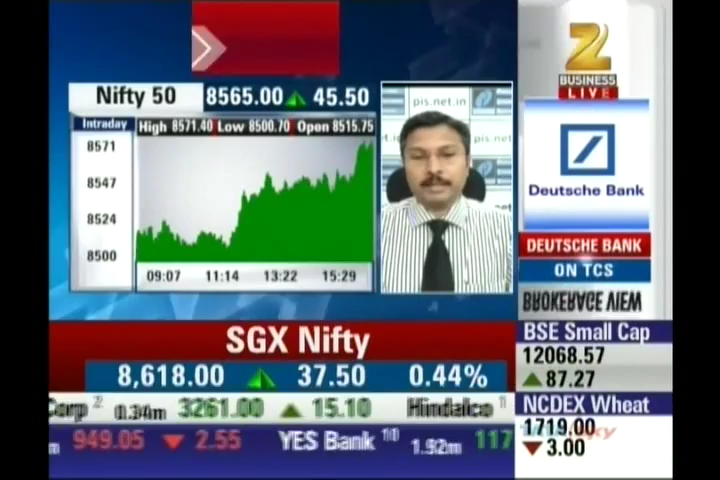 Nifty 50 8565.00 45.50
Intraday High 8571.40 Low 8500.70 Open 8515.75
8571
8547
8524
8500
09:07 11:14 13:22 15:29
pis.net.in
BUSINESS
LIVE
Deutsche Bank
DEUTSCHE BANK
ON TCS
BROKERAGE VIEW
SGX Nifty
8,618.00 37.50 0.44%
Corp 2 0.34m 3261.00 15.10 Hindalco 1
949.05 2.55 YES Bank 10 1.92m 117
BSE Small Cap
12068.57
87.27
NCDEX Wheat
1719.00
3.00